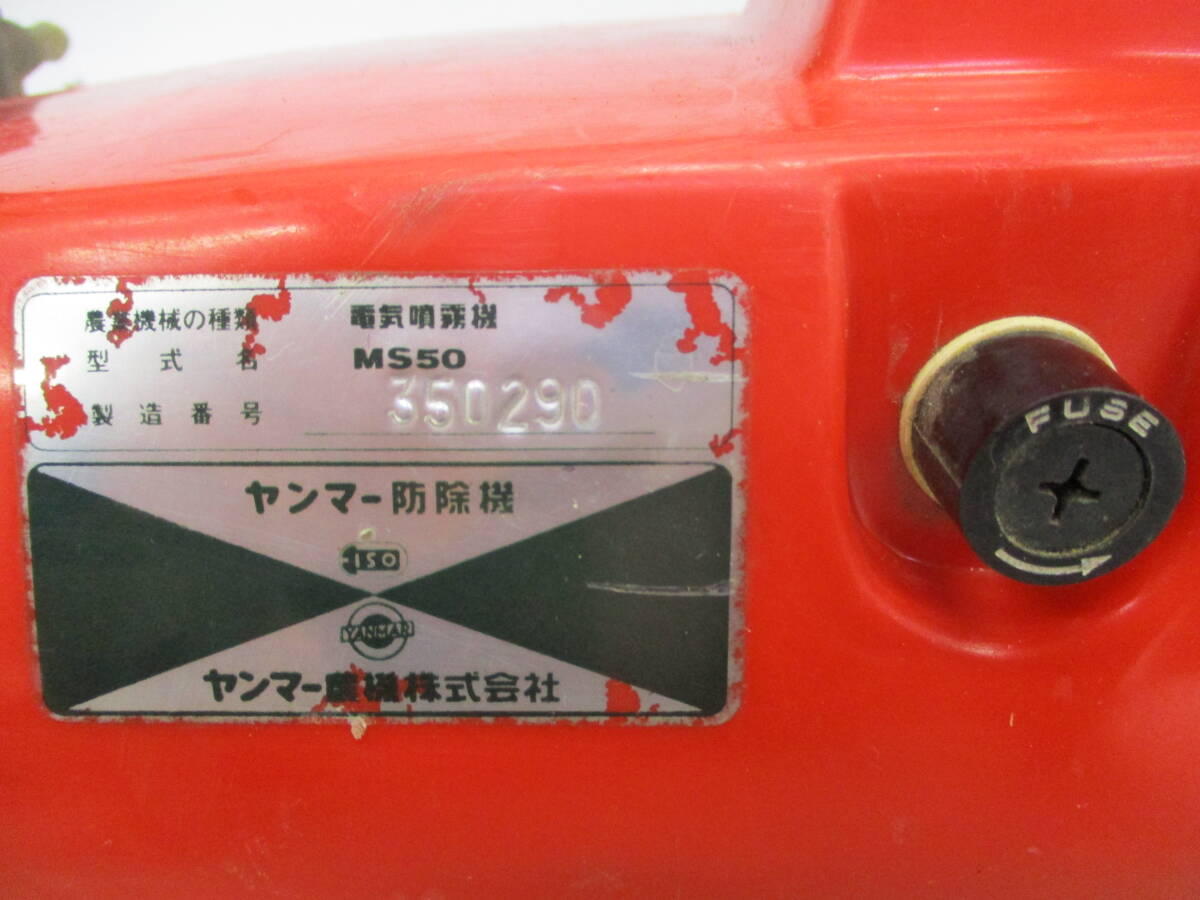 農業機械の種類 電気噴霧機
型式名 MS50
製造番号 350290
ヤンマー防除機
ISO
YANMAR
ヤンマー農機株式会社
FUSE